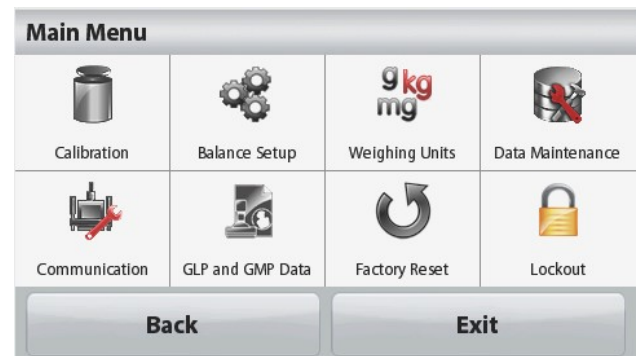 Main Menu
g kg
mg
Calibration
Balance Setup
Weighing Units
Data Maintenance
Communication
GLP and GMP Data
Factory Reset
Lockout
Back
Exit